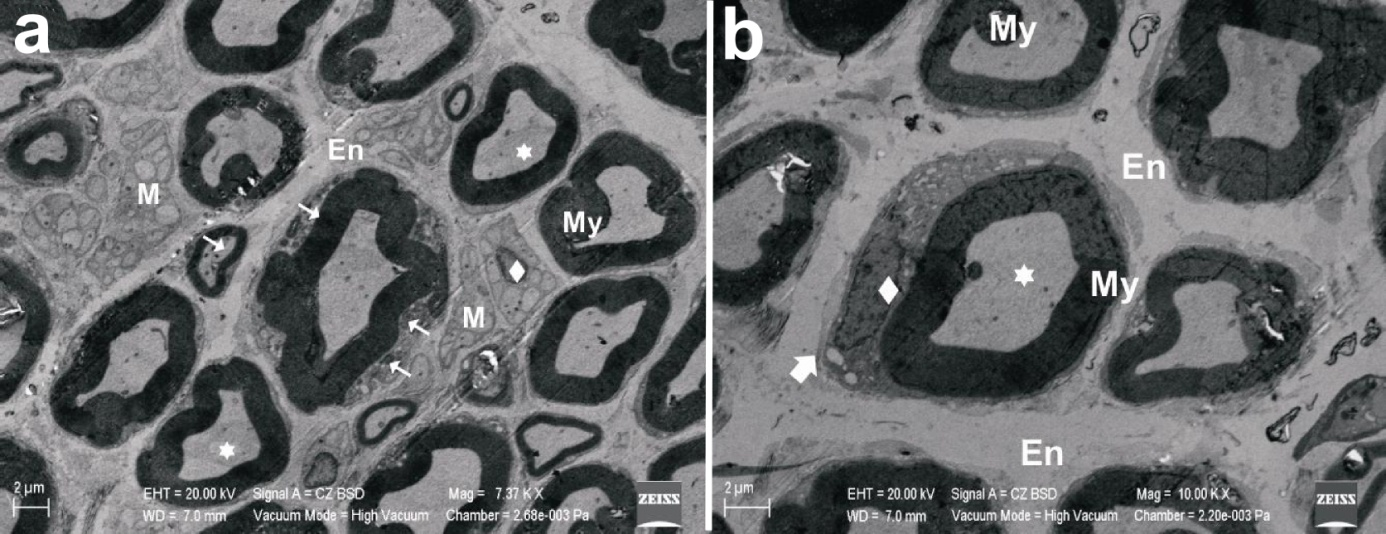 a
En
M
My
M
2 µm
EHT = 20.00 kV Signal A = CZ BSD Mag = 7.37 K X
WD = 7.0 mm Vacuum Mode = High Vacuum Chamber = 2.68e-003 Pa
ZEISS
b
My
En
My
En
2 µm
EHT = 20.00 kV Signal A = CZ BSD Mag = 10.00 K X
WD = 7.0 mm Vacuum Mode = High Vacuum Chamber = 2.20e-003 Pa
ZEISS